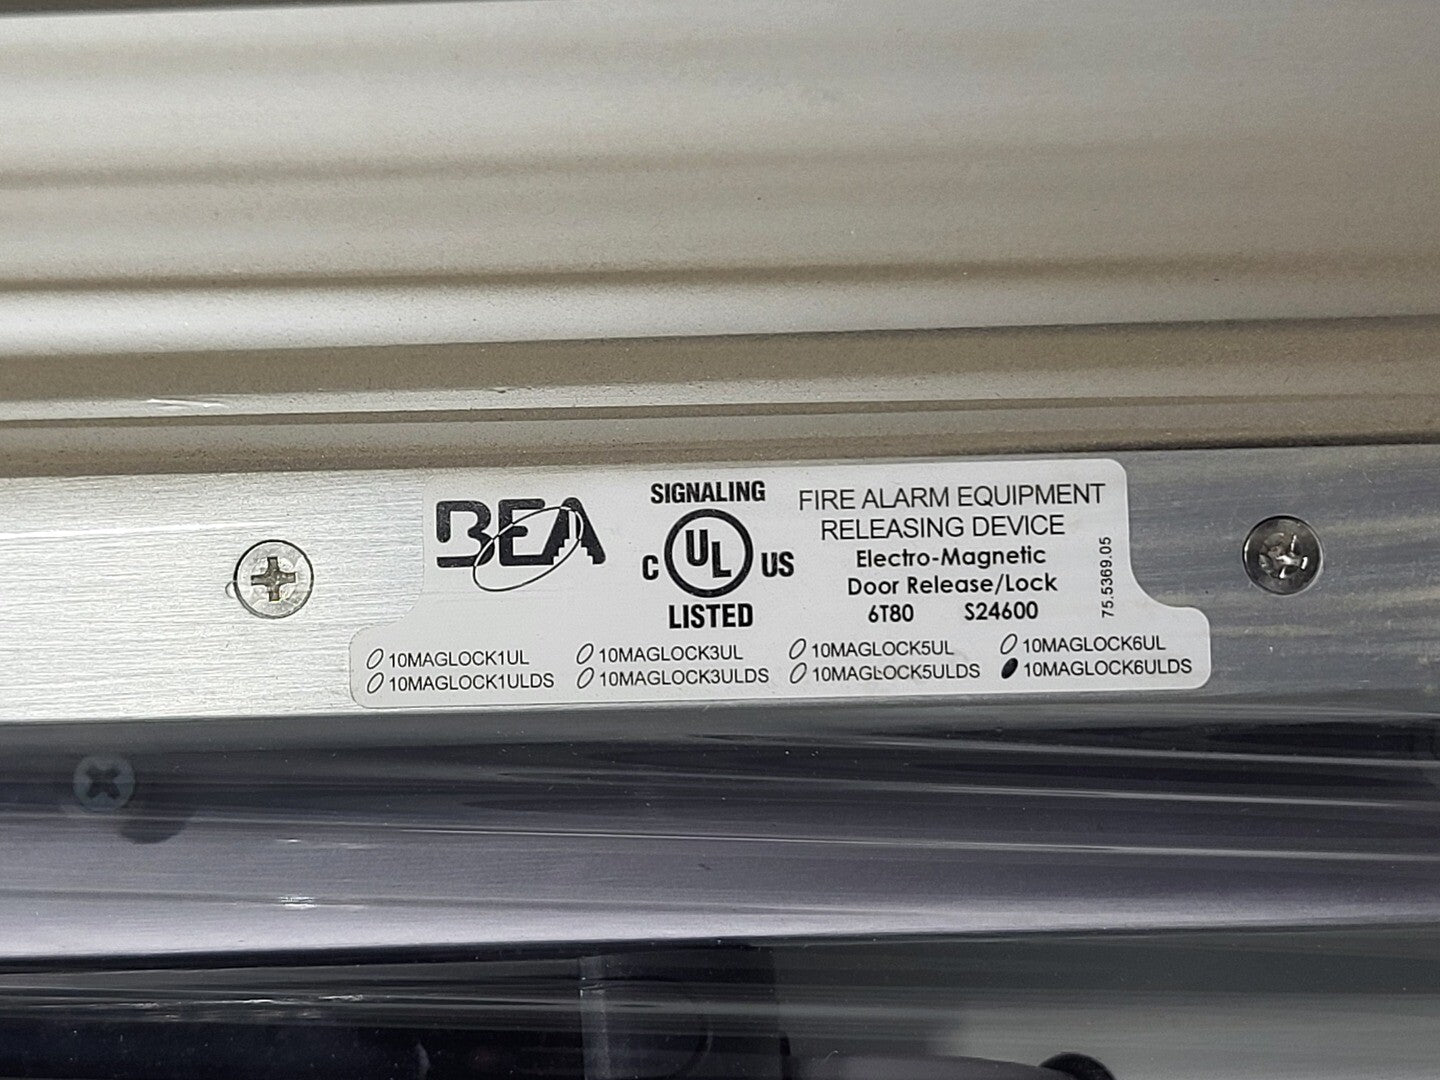 BEA
SIGNALING
C UL US
LISTED
FIRE ALARM EQUIPMENT
RELEASING DEVICE
Electro-Magnetic
Door Release/Lock
6T80 S24600
75.5369.05
10MAGLOCK1UL 10MAGLOCK3UL 10MAGLOCK5UL 10MAGLOCK6UL
10MAGLOCK1ULDS 10MAGLOCK3ULDS 10MAGLOCK5ULDS 10MAGLOCK6ULDS